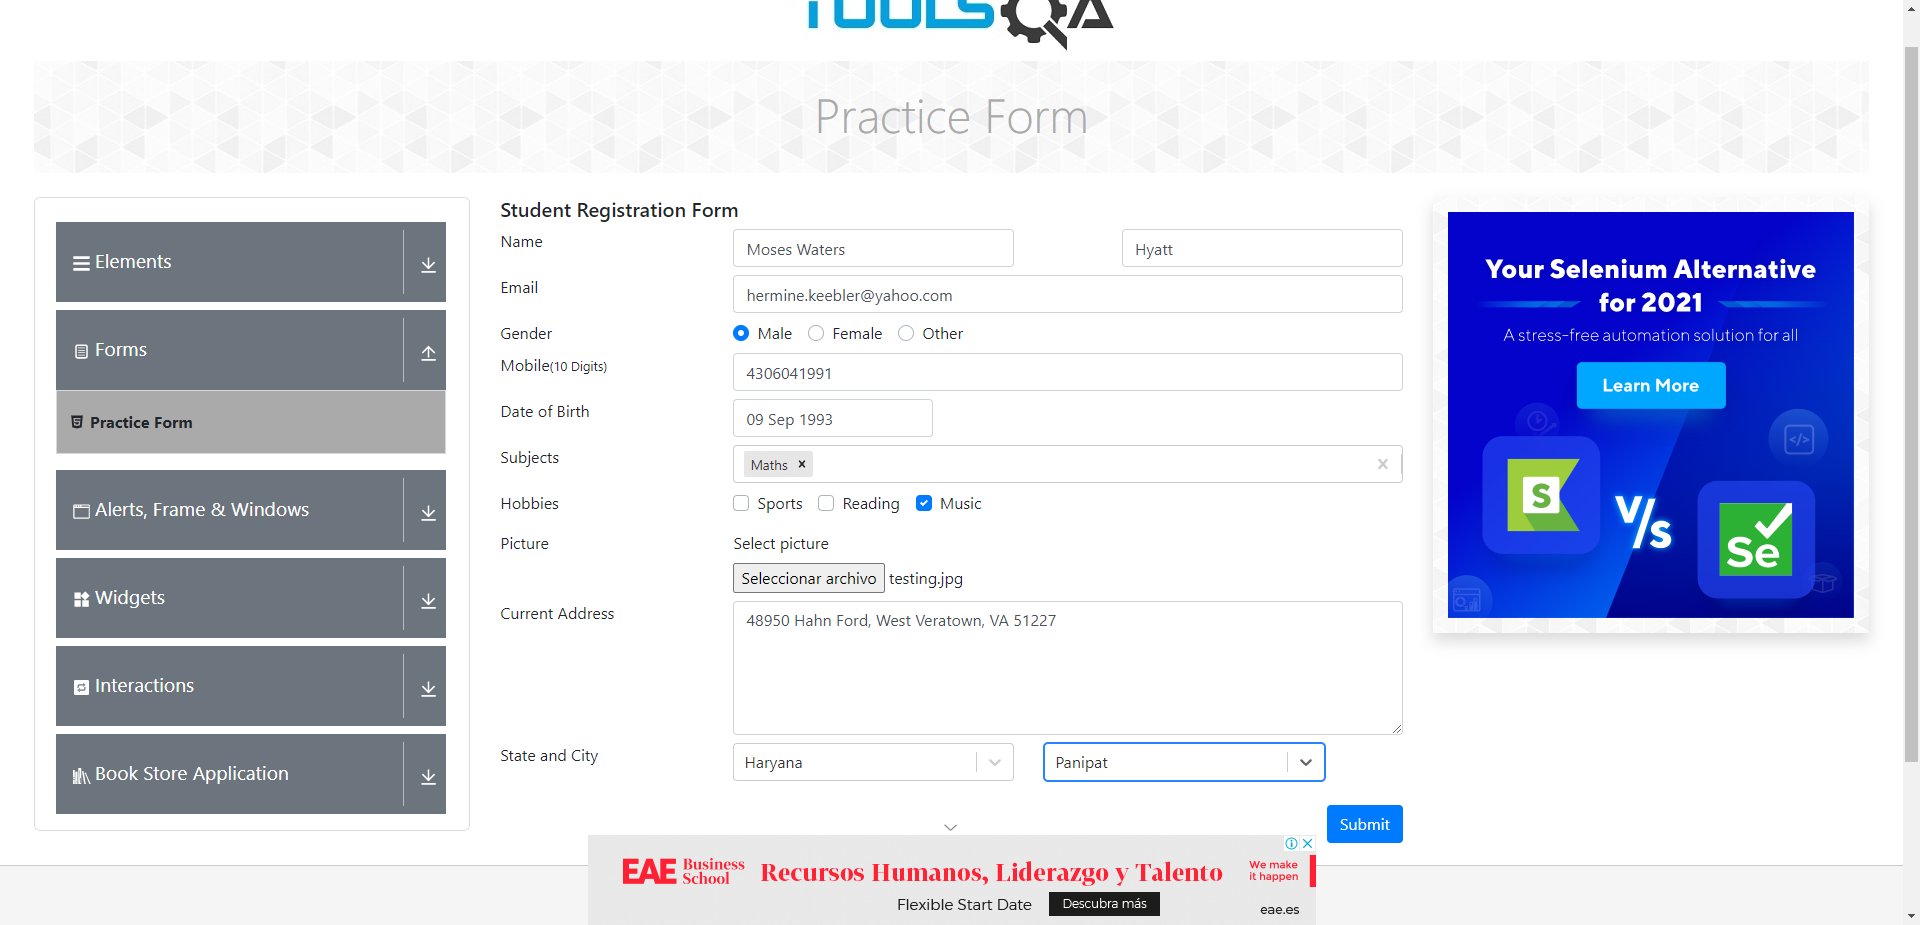 TOOLSQA
Practice Form
Elements
Forms
Practice Form
Alerts, Frame & Windows
Widgets
Interactions
Book Store Application
Student Registration Form
Name
Moses Waters
Hyatt
Email
hermine.keebler@yahoo.com
Gender
Male
Female
Other
Mobile(10 Digits)
4306041991
Date of Birth
09 Sep 1993
Subjects
Maths
Hobbies
Sports
Reading
Music
Picture
Select picture
Seleccionar archivo testing.jpg
Current Address
48950 Hahn Ford, West Veratown, VA 51227
State and City
Haryana
Panipat
Submit
Your Selenium Alternative
for 2021
A stress-free automation solution for all
Learn More
</>
S
V/s
Se
EAE Business
School
Recursos Humanos, Liderazgo y Talento
Flexible Start Date
Descubra más
We make
it happen
eae.es